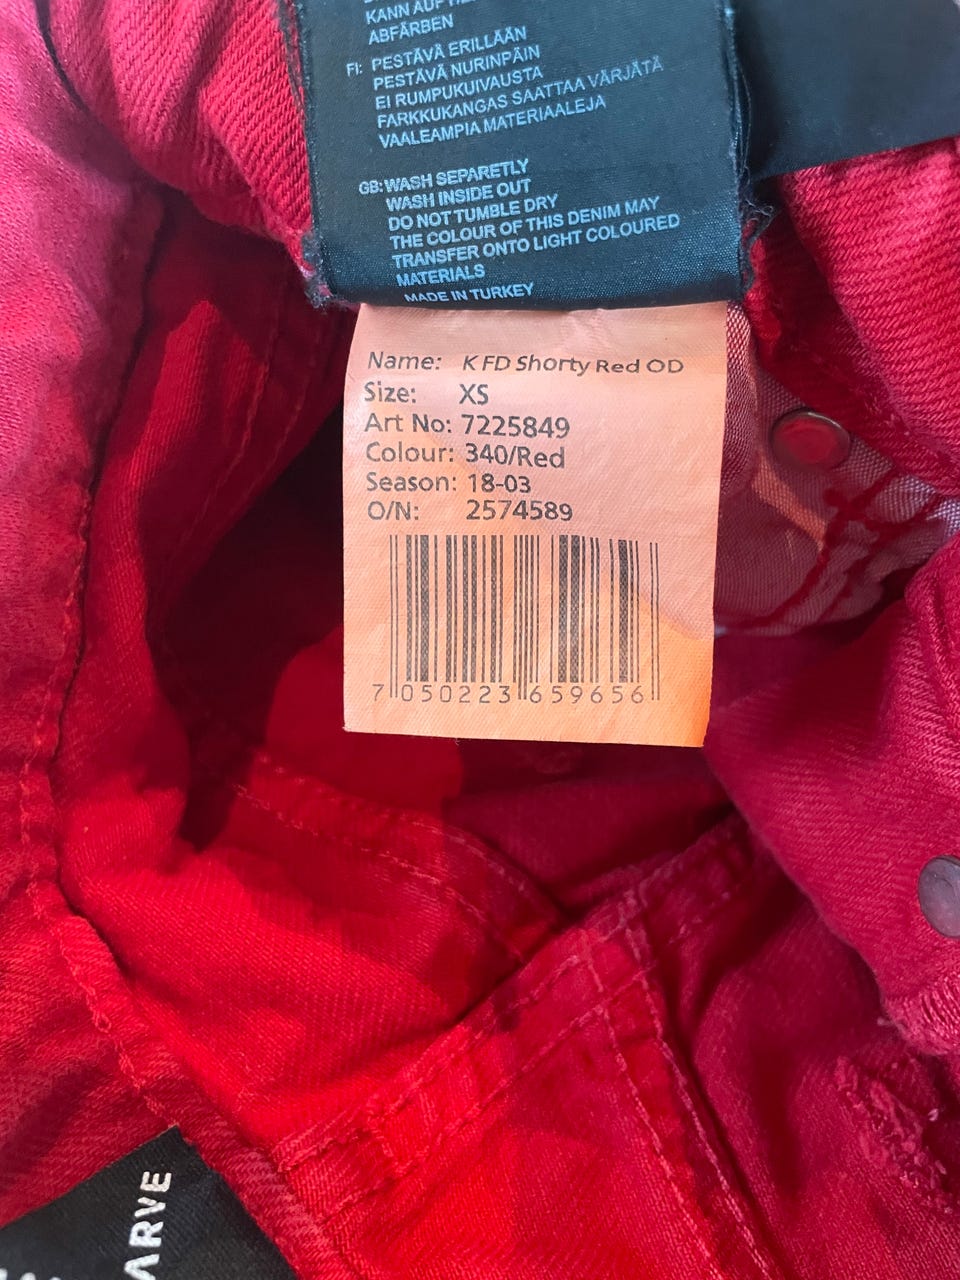 KANN AUF
ABFÄRBEN
FI: PESTÄVÄ ERILLÄÄN
PESTÄVÄ NURINPÄIN
EI RUMPUKUIVAUSTA
FARKKUKANGAS SAATTAA VÄRJÄTÄ
VAALEAMPIA MATERIAALEJA
GB: WASH SEPARETLY
WASH INSIDE OUT
DO NOT TUMBLE DRY
THE COLOUR OF THIS DENIM MAY
TRANSFER ONTO LIGHT COLOURED
MATERIALS
MADE IN TURKEY
Name: K FD Shorty Red OD
Size: XS
Art No: 7225849
Colour: 340/Red
Season: 18-03
O/N: 2574589
7 050223 659656
ARVE